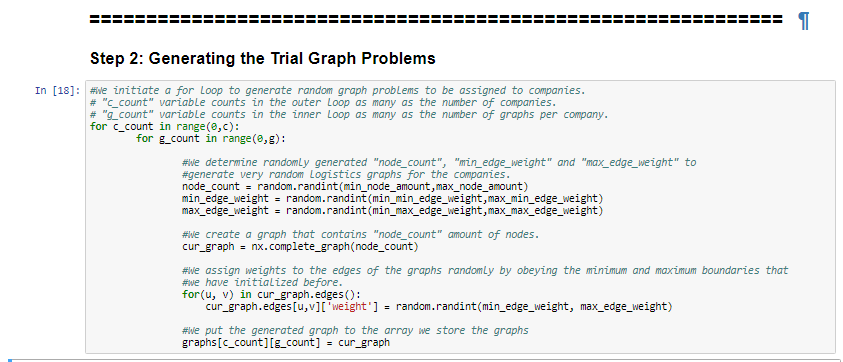 ============================================================= ¶
Step 2: Generating the Trial Graph Problems
In [18]: #We initiate a for loop to generate random graph problems to be assigned to companies.
# "c_count" variable counts in the outer loop as many as the number of companies.
# "g_count" variable counts in the inner loop as many as the number of graphs per company.
for c_count in range(0,c):
for g_count in range(0,g):
#We determine randomly generated "node_count", "min_edge_weight" and "max_edge_weight" to
#generate very random logistics graphs for the companies.
node_count = random.randint(min_node_amount,max_node_amount)
min_edge_weight = random.randint(min_min_edge_weight,max_min_edge_weight)
max_edge_weight = random.randint(min_max_edge_weight,max_max_edge_weight)
#We create a graph that contains "node_count" amount of nodes.
cur_graph = nx.complete_graph(node_count)
#We assign weights to the edges of the graphs randomly by obeying the minimum and maximum boundaries that
#we have initialized before.
for(u, v) in cur_graph.edges():
cur_graph.edges[u,v]['weight'] = random.randint(min_edge_weight, max_edge_weight)
#We put the generated graph to the array we store the graphs
graphs[c_count][g_count] = cur_graph